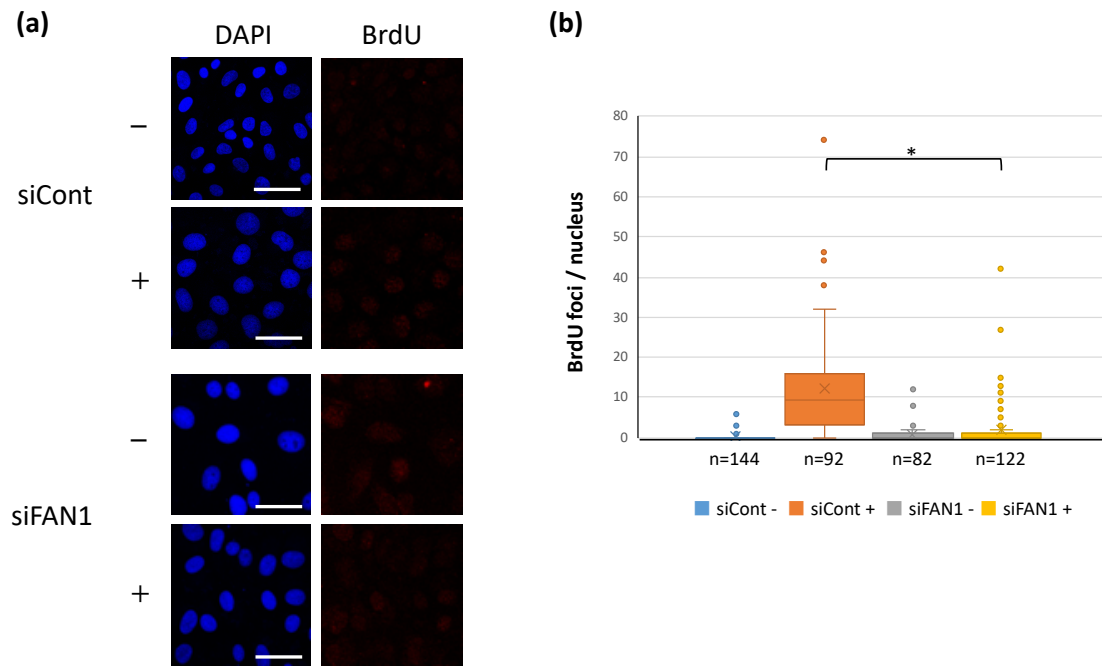 (a)
DAPI BrdU
−
siCont
+
−
siFAN1
+
(b)
BrdU foci / nucleus
80
70
60
50
40
30
20
10
0
*
n=144 n=92 n=82 n=122
siCont - siCont + siFAN1 - siFAN1 +